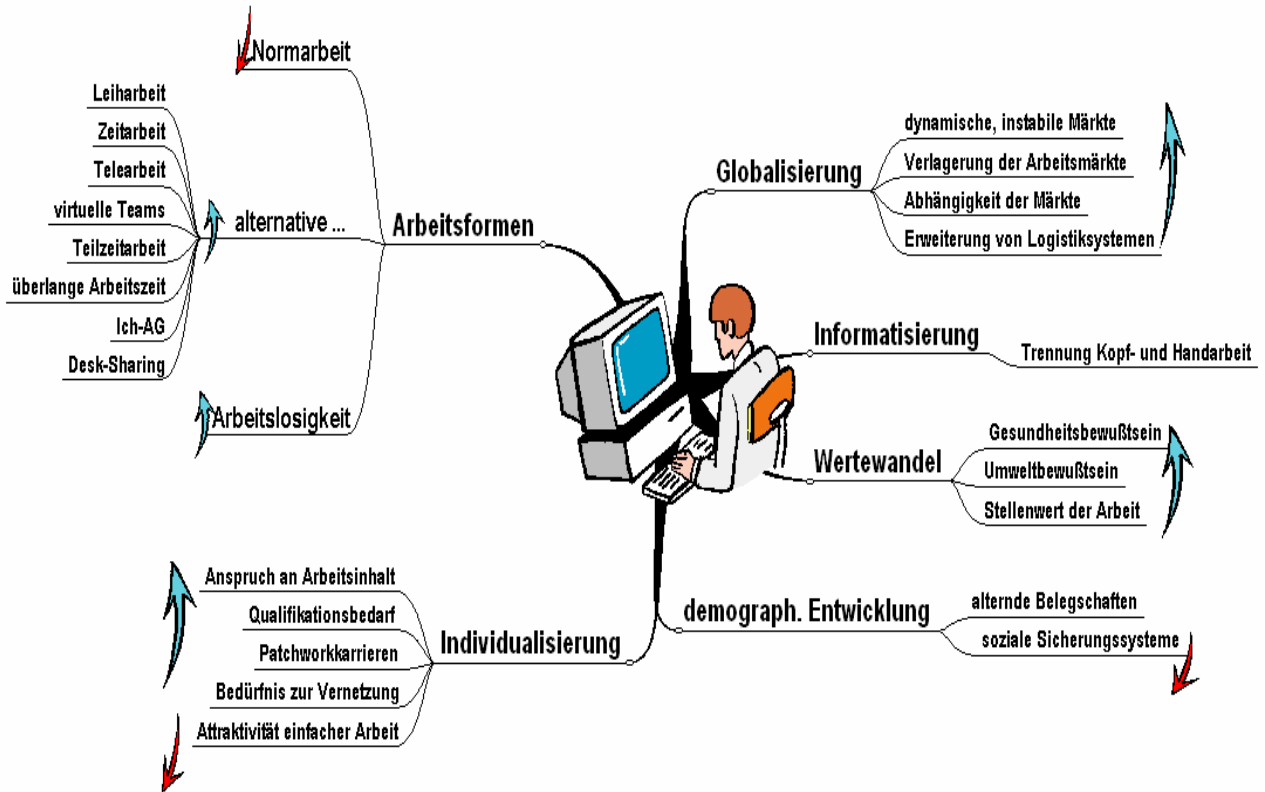 Normarbeit
Leiharbeit
Zeitarbeit
Telearbeit
virtuelle Teams
Teilzeitarbeit
überlange Arbeitszeit
Ich-AG
Desk-Sharing
alternative ...
Arbeitslosigkeit
Arbeitsformen
Globalisierung
dynamische, instabile Märkte
Verlagerung der Arbeitsmärkte
Abhängigkeit der Märkte
Erweiterung von Logistiksystemen
Informatisierung
Trennung Kopf- und Handarbeit
Wertewandel
Gesundheitsbewußtsein
Umweltbewußtsein
Stellenwert der Arbeit
demograph. Entwicklung
alternde Belegschaften
soziale Sicherungssysteme
Individualisierung
Anspruch an Arbeitsinhalt
Qualifikationsbedarf
Patchworkkarrieren
Bedürfnis zur Vernetzung
Attraktivität einfacher Arbeit